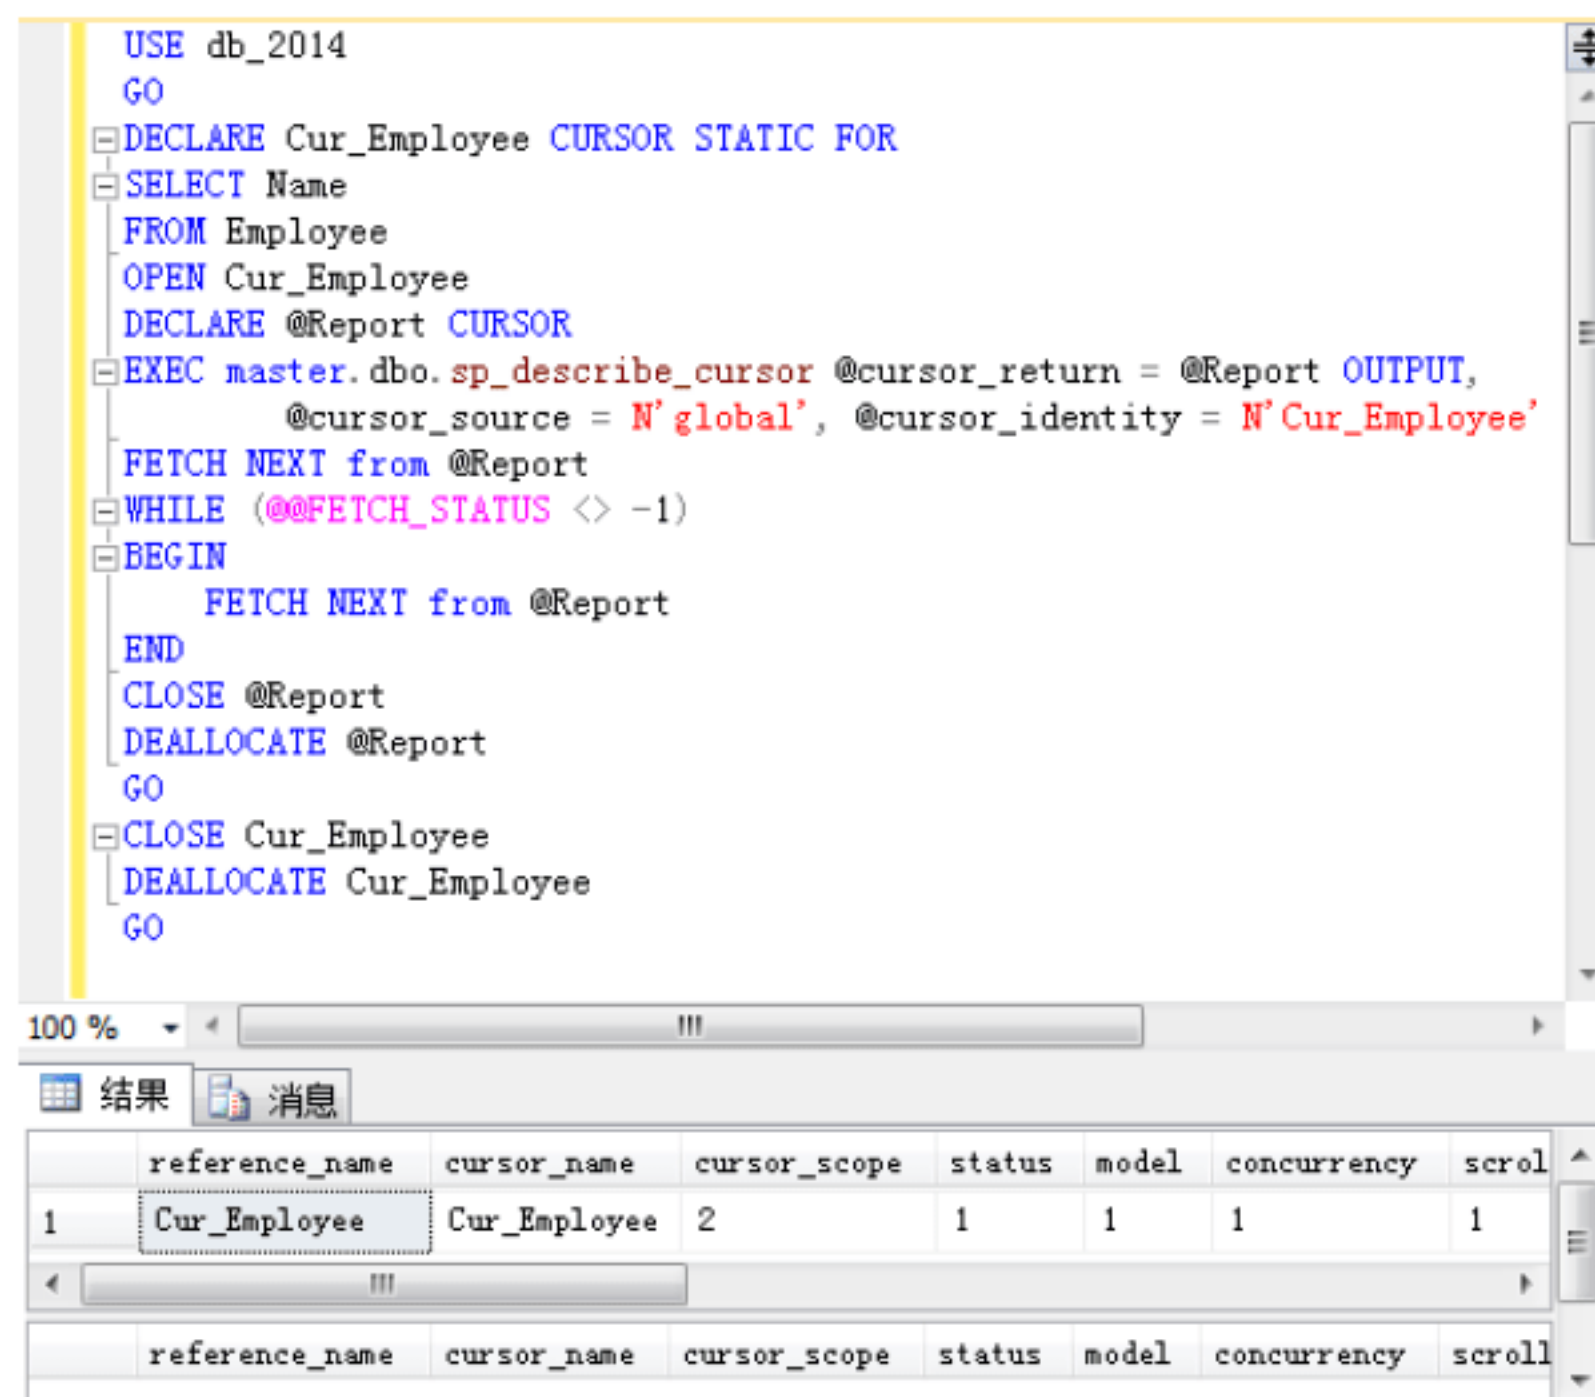 USE db_2014
GO
DECLARE Cur_Employee CURSOR STATIC FOR
SELECT Name
FROM Employee
OPEN Cur_Employee
DECLARE @Report CURSOR
EXEC master.dbo.sp_describe_cursor @cursor_return = @Report OUTPUT,
        @cursor_source = N'global', @cursor_identity = N'Cur_Employee'
FETCH NEXT from @Report
WHILE (@@FETCH_STATUS <> -1)
BEGIN
    FETCH NEXT from @Report
END
CLOSE @Report
DEALLOCATE @Report
GO
CLOSE Cur_Employee
DEALLOCATE Cur_Employee
GO
100 %
结果 消息
reference_name cursor_name cursor_scope status model concurrency scrol
1 Cur_Employee Cur_Employee 2 1 1 1 1
reference_name cursor_name cursor_scope status model concurrency scroll